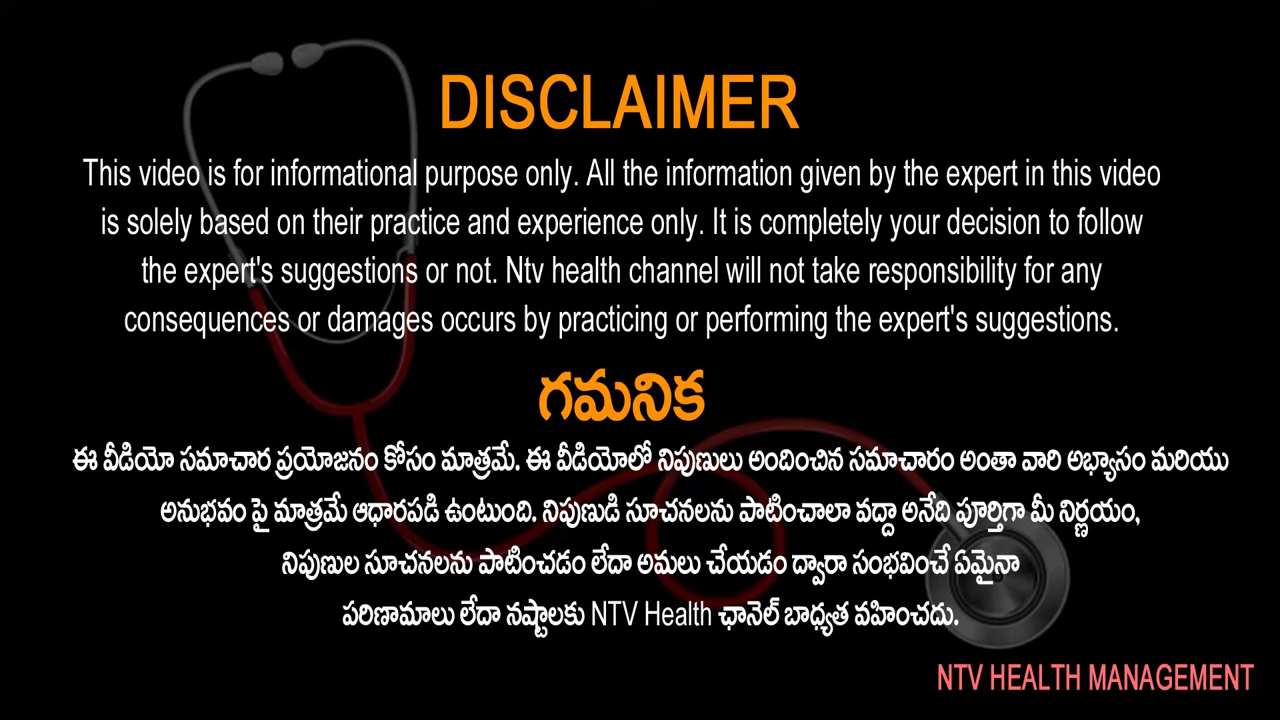 DISCLAIMER
This video is for informational purpose only. All the information given by the expert in this video
is solely based on their practice and experience only. It is completely your decision to follow
the expert's suggestions or not. Ntv health channel will not take responsibility for any
consequences or damages occurs by practicing or performing the expert's suggestions.
గమనిక
ఈ వీడియో సమాచార ప్రయోజనం కోసం మాత్రమే. ఈ వీడియోలో నిపుణులు అందించిన సమాచారం అంతా వారి అభ్యాసం మరియు
అనుభవం పై మాత్రమే ఆధారపడి ఉంటుంది. నిపుణుడి సూచనలను పాటించాలా వద్దా అనేది పూర్తిగా మీ నిర్ణయం,
నిపుణుల సూచనలను పాటించడం లేదా అమలు చేయడం ద్వారా సంభవించే ఏమైనా
పరిణామాలు లేదా నష్టాలకు NTV Health ఛానెల్ బాధ్యత వహించదు.
NTV HEALTH MANAGEMENT